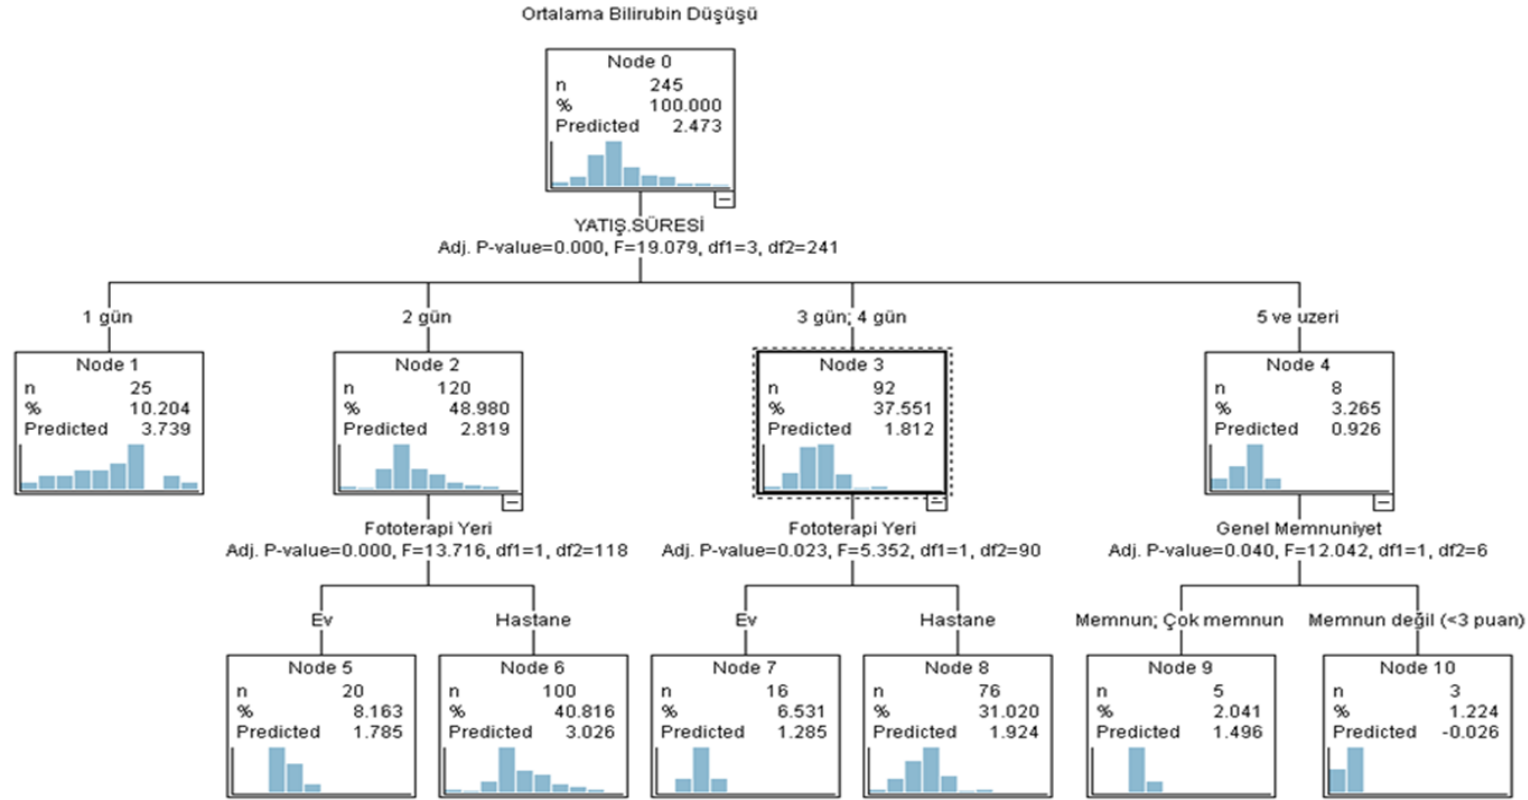 Ortalama Bilirubin Düşüşü
Node 0
n 245
% 100.000
Predicted 2.473
YATIŞ.SÜRESİ
Adj. P-value=0.000, F=19.079, df1=3, df2=241
1 gün
2 gün
3 gün; 4 gün
5 ve uzeri
Node 1
n 25
% 10.204
Predicted 3.739
Node 2
n 120
% 48.980
Predicted 2.819
Node 3
n 92
% 37.551
Predicted 1.812
Node 4
n 8
% 3.265
Predicted 0.926
Fototerapi Yeri
Adj. P-value=0.000, F=13.716, df1=1, df2=118
Fototerapi Yeri
Adj. P-value=0.023, F=5.352, df1=1, df2=90
Genel Memnuniyet
Adj. P-value=0.040, F=12.042, df1=1, df2=6
Ev
Hastane
Ev
Hastane
Memnun; Çok memnun
Memnun değil (<3 puan)
Node 5
n 20
% 8.163
Predicted 1.785
Node 6
n 100
% 40.816
Predicted 3.026
Node 7
n 16
% 6.531
Predicted 1.285
Node 8
n 76
% 31.020
Predicted 1.924
Node 9
n 5
% 2.041
Predicted 1.496
Node 10
n 3
% 1.224
Predicted -0.026